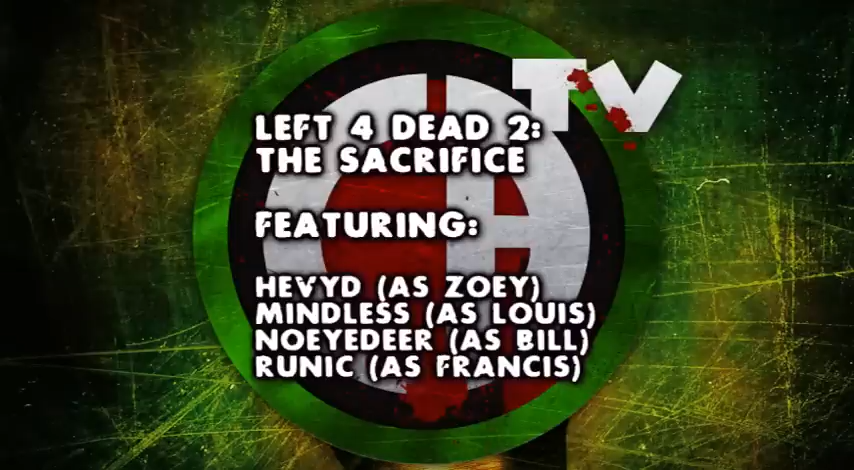 TV
LEFT 4 DEAD 2:
THE SACRIFICE
FEATURING:
HEVYD (AS ZOEY)
MINDLESS (AS LOUIS)
NOEYEDEER (AS BILL)
RUNIC (AS FRANCIS)